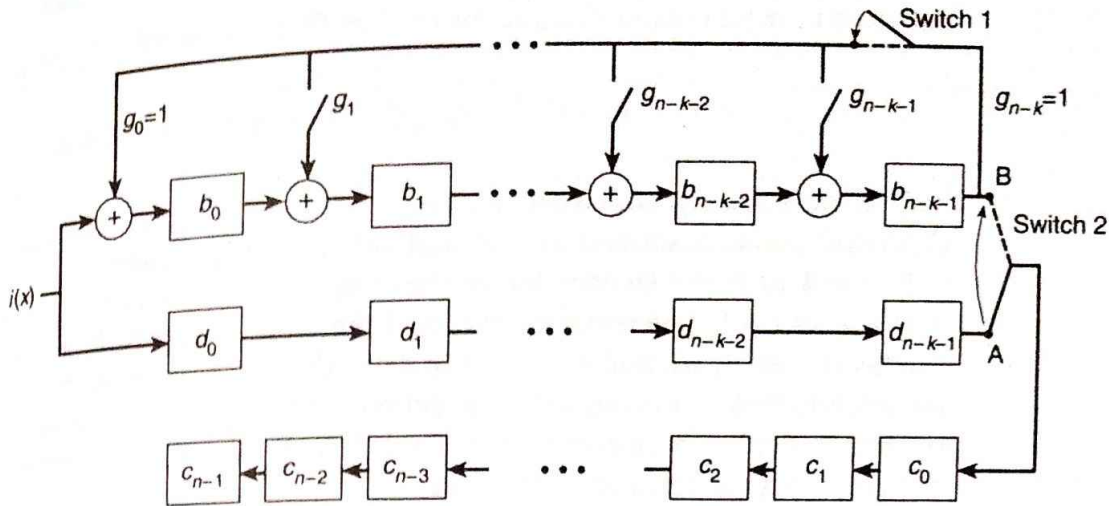 Switch 1
g₀=1
g₁
gₙ₋ₖ₋₂
gₙ₋ₖ₋₁
gₙ₋ₖ=1
+ b₀ + b₁ ••• + bₙ₋ₖ₋₂ + bₙ₋ₖ₋₁ B
Switch 2
i(x)
d₀ d₁ ••• dₙ₋ₖ₋₂ dₙ₋ₖ₋₁ A
cₙ₋₁ cₙ₋₂ cₙ₋₃ ••• c₂ c₁ c₀